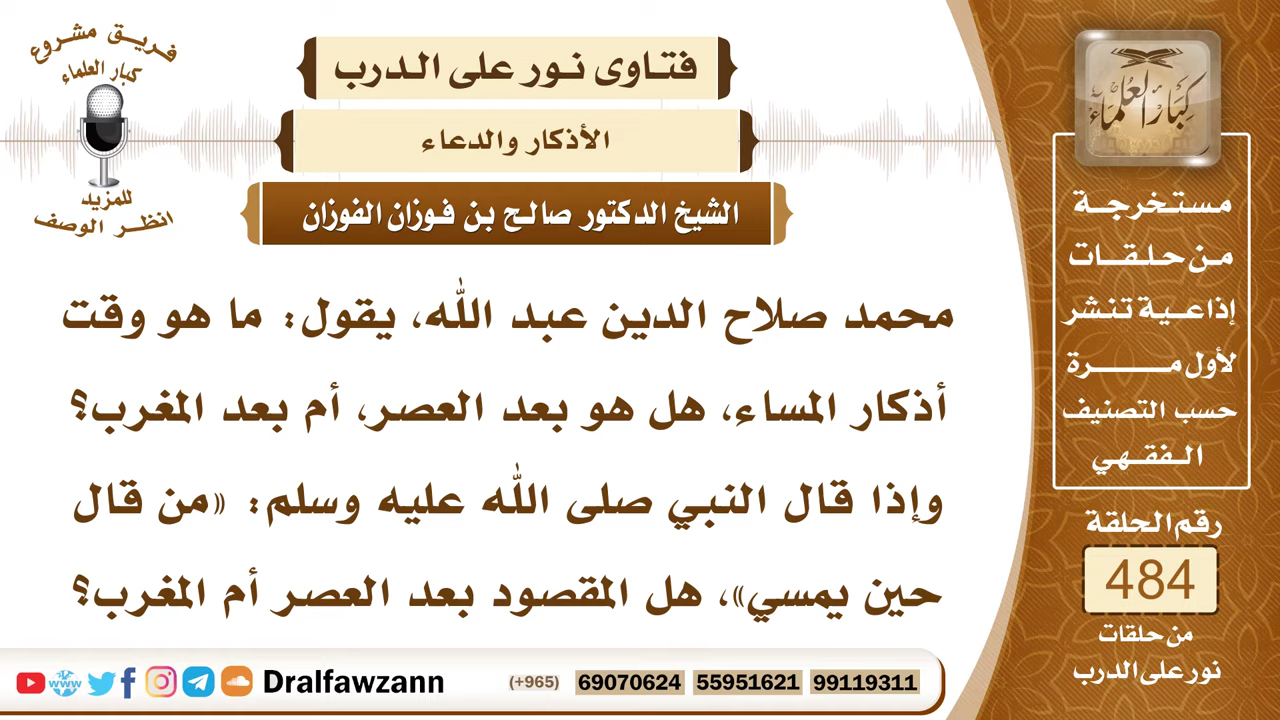 فريق مشروع
كبار العلماء
للمزيد
انظر الوصف
فتاوى نور على الدرب
الأذكار والدعاء
الشيخ الدكتور صالح بن فوزان الفوزان
محمد صلاح الدين عبد الله، يقول: ما هو وقت
أذكار المساء، هل هو بعد العصر، أم بعد المغرب؟
وإذا قال النبي صلى الله عليه وسلم: «من قال
حين يمسي»، هل المقصود بعد العصر أم المغرب؟
كبار العلماء
مستخرجة
من حلقات
إذاعية تنشر
لأول مرة
حسب التصنيف
الفقهي
رقم الحلقة
484
من حلقات
نور على الدرب
www
Dralfawzann (+965) 69070624 55951621 99119311